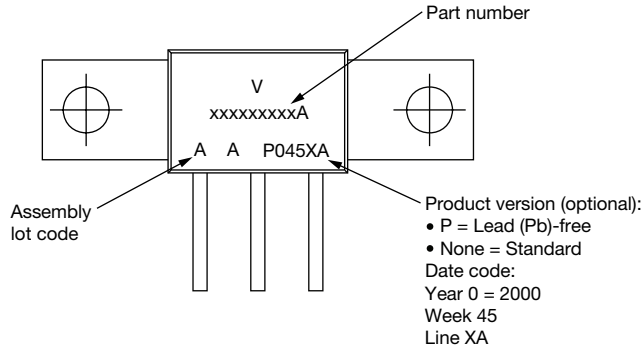 Part number
V
xxxxxxxxxA
A A P045XA
Assembly
lot code
Product version (optional):
• P = Lead (Pb)-free
• None = Standard
Date code:
Year 0 = 2000
Week 45
Line XA